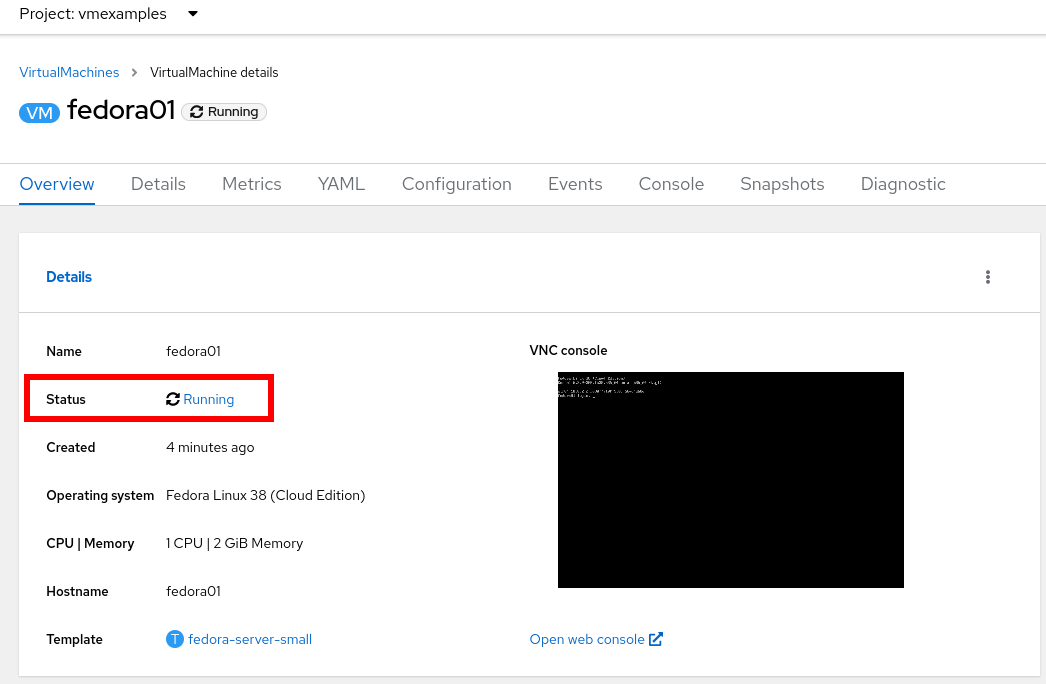 Project: vmexamples
VirtualMachines > VirtualMachine details
VM fedora01 Running
Overview Details Metrics YAML Configuration Events Console Snapshots Diagnostic
Details
Name fedora01
VNC console
Status Running
Created 4 minutes ago
Operating system Fedora Linux 38 (Cloud Edition)
CPU | Memory 1 CPU | 2 GiB Memory
Hostname fedora01
Template T fedora-server-small
Open web console